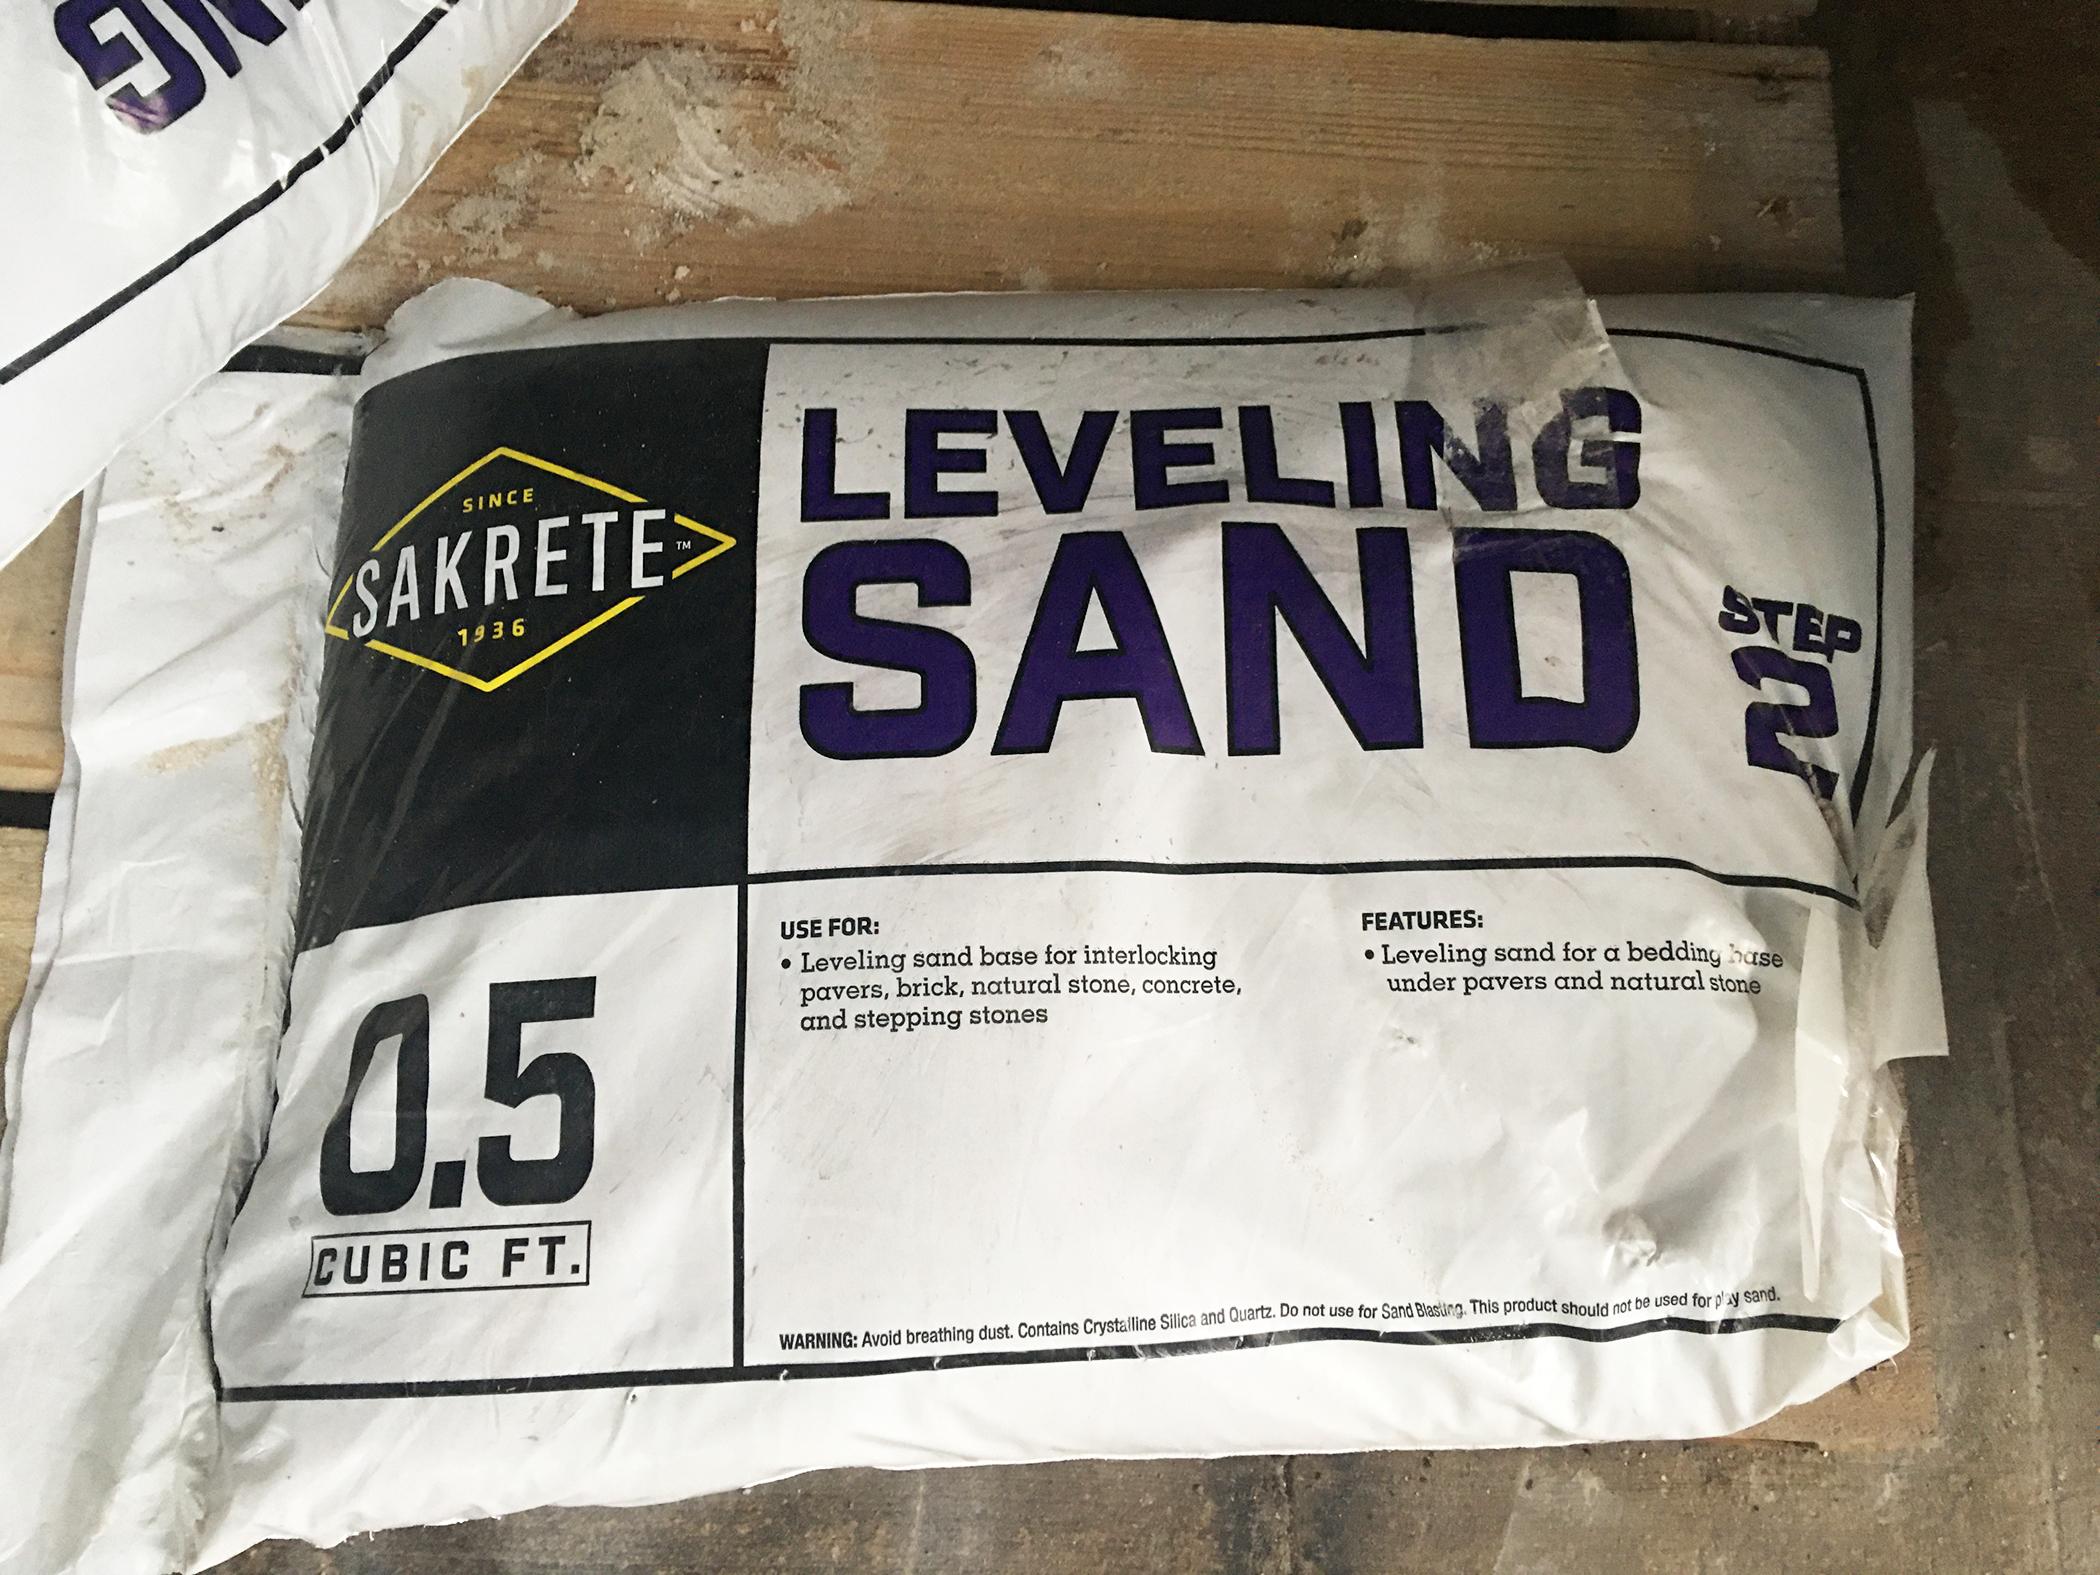 NG
SINCE
SAKRETE™
1936
LEVELING
SAND
STEP
2
0.5
CUBIC FT.
USE FOR:
• Leveling sand base for interlocking
pavers, brick, natural stone, concrete,
and stepping stones
FEATURES:
• Leveling sand for a bedding base
under pavers and natural stone
WARNING: Avoid breathing dust. Contains Crystalline Silica and Quartz. Do not use for Sand Blasting. This product should not be used for play sand.